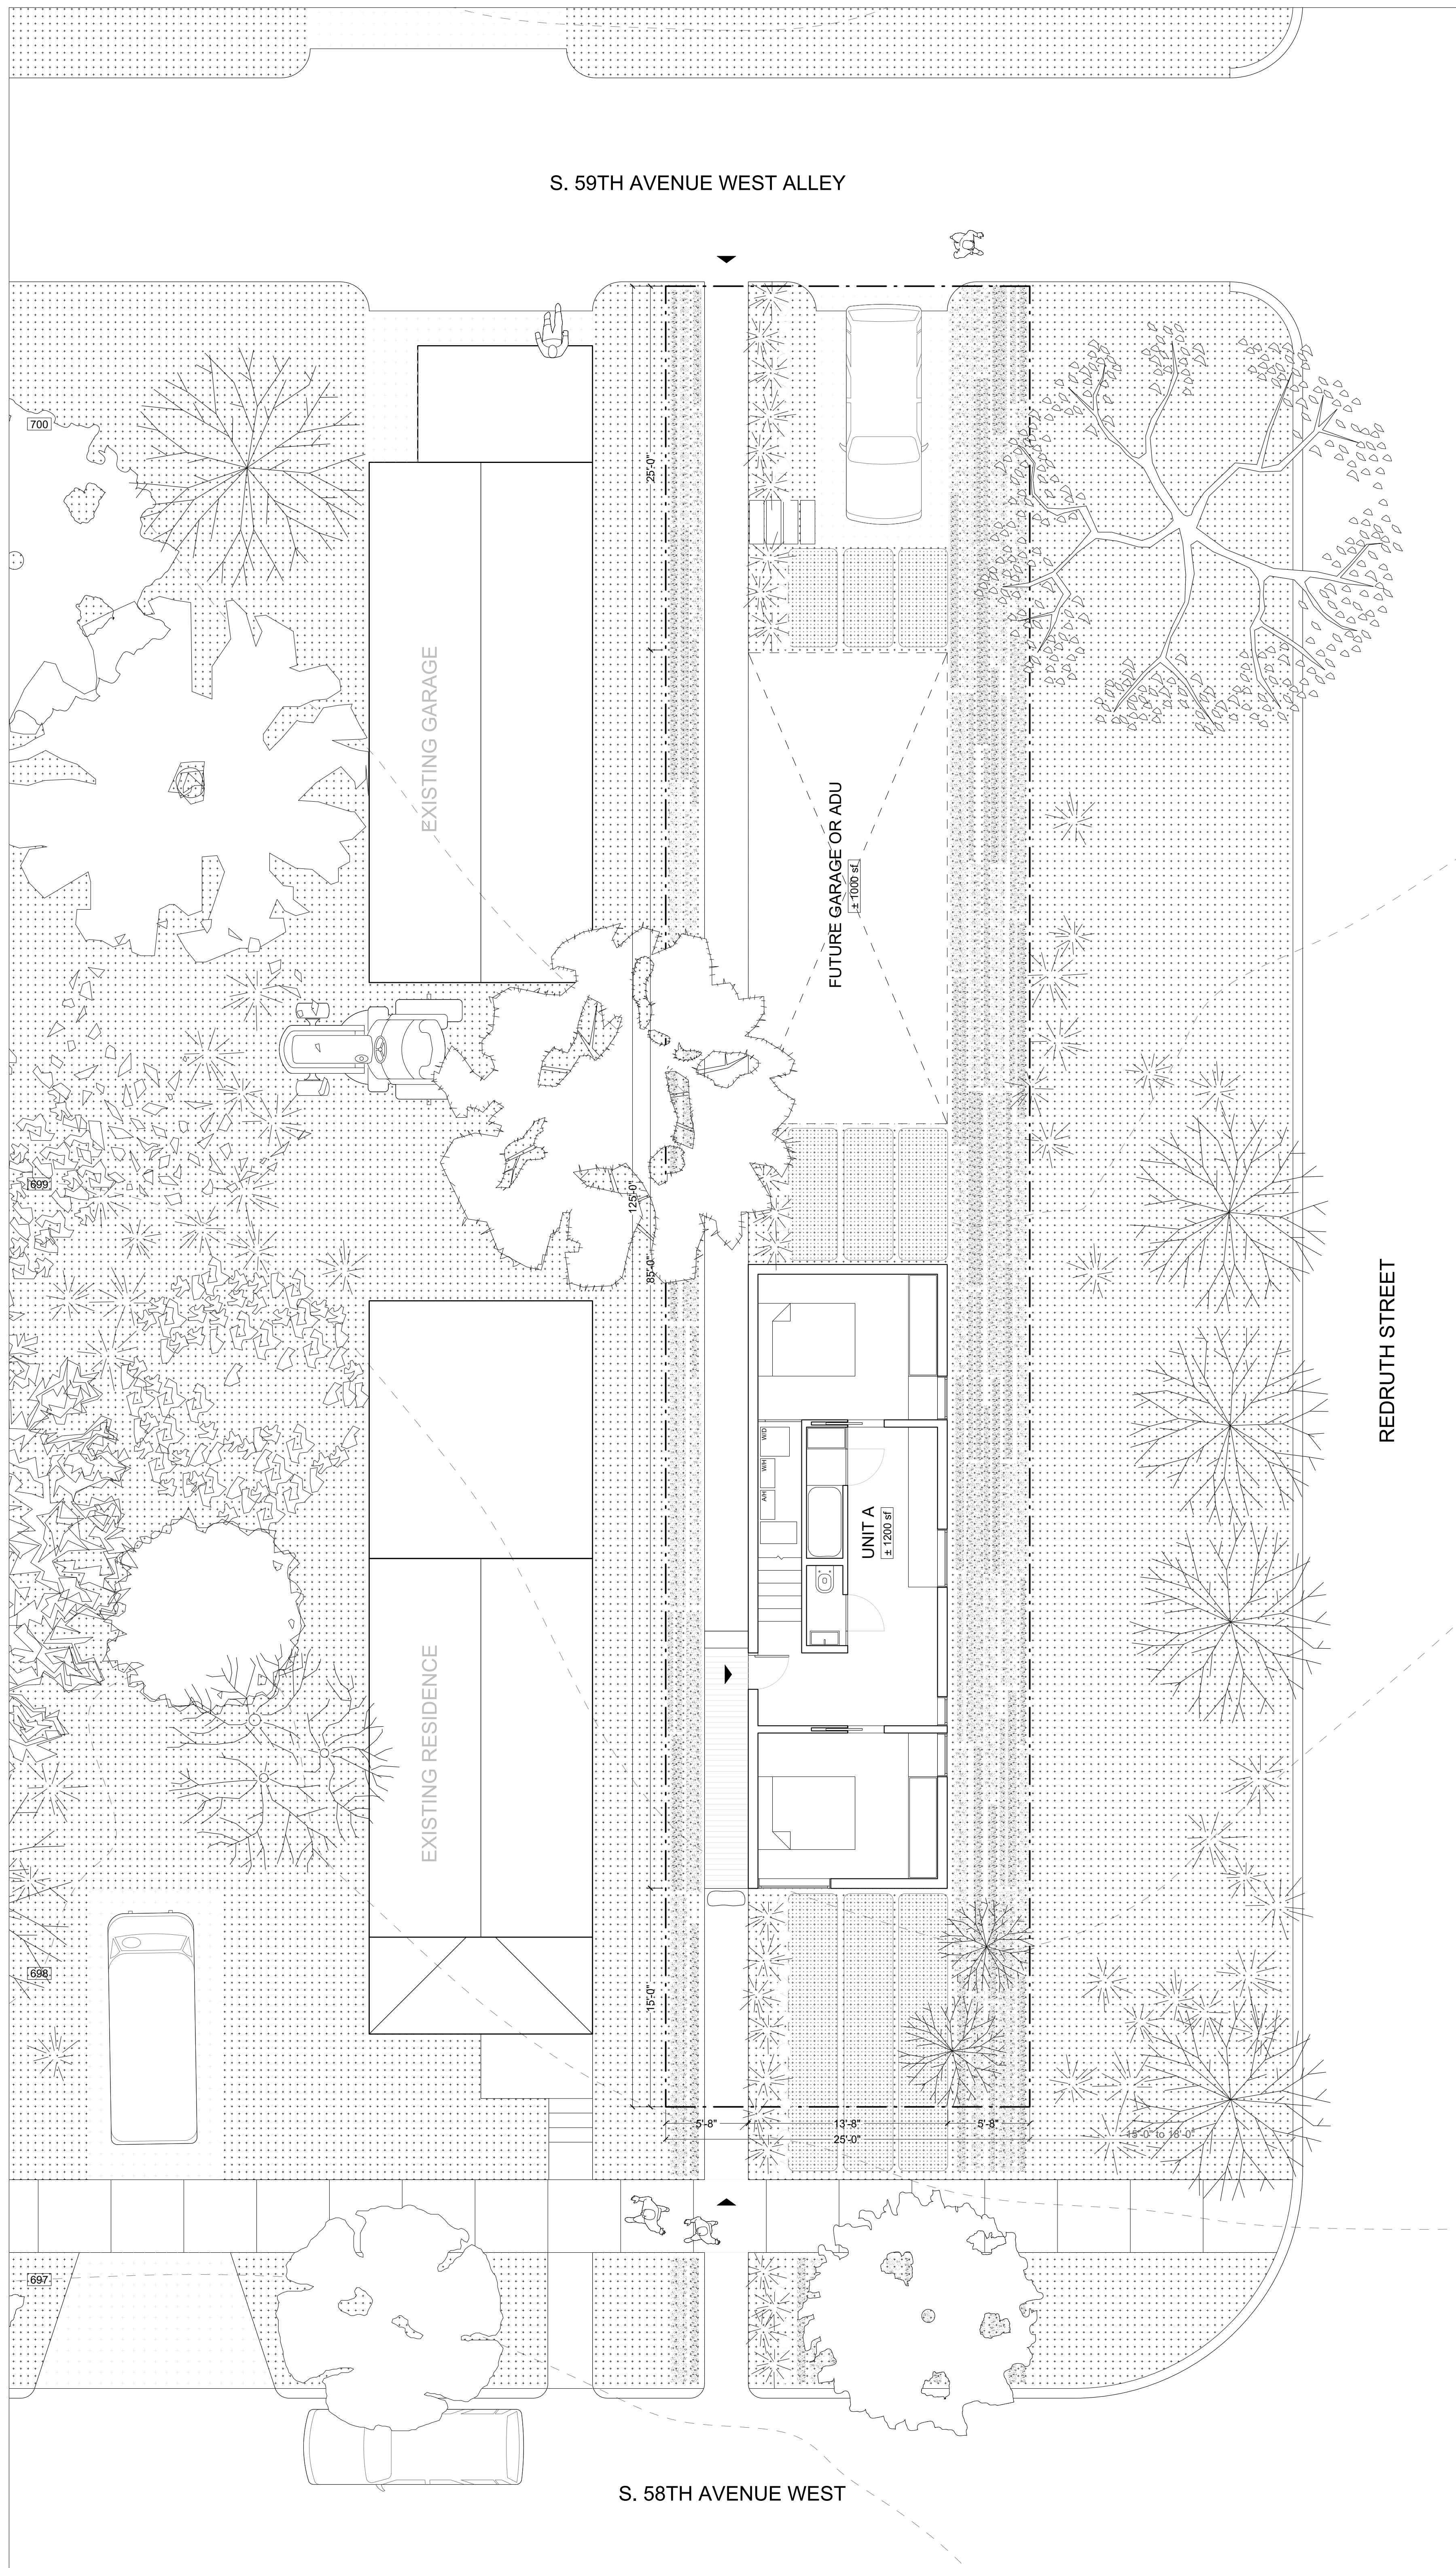 S. 59TH AVENUE WEST ALLEY
700
25'-0"
EXISTING GARAGE
FUTURE GARAGE OR ADU
± 1000 sf
699
125'-0"
85'-0"
REDRUTH STREET
W/D
W/H
A/H
UNIT A
± 1200 sf
EXISTING RESIDENCE
698
15'-0"
5'-8"
13'-8"
5'-8"
25'-0"
15'-0" to 18'-0"
697
S. 58TH AVENUE WEST